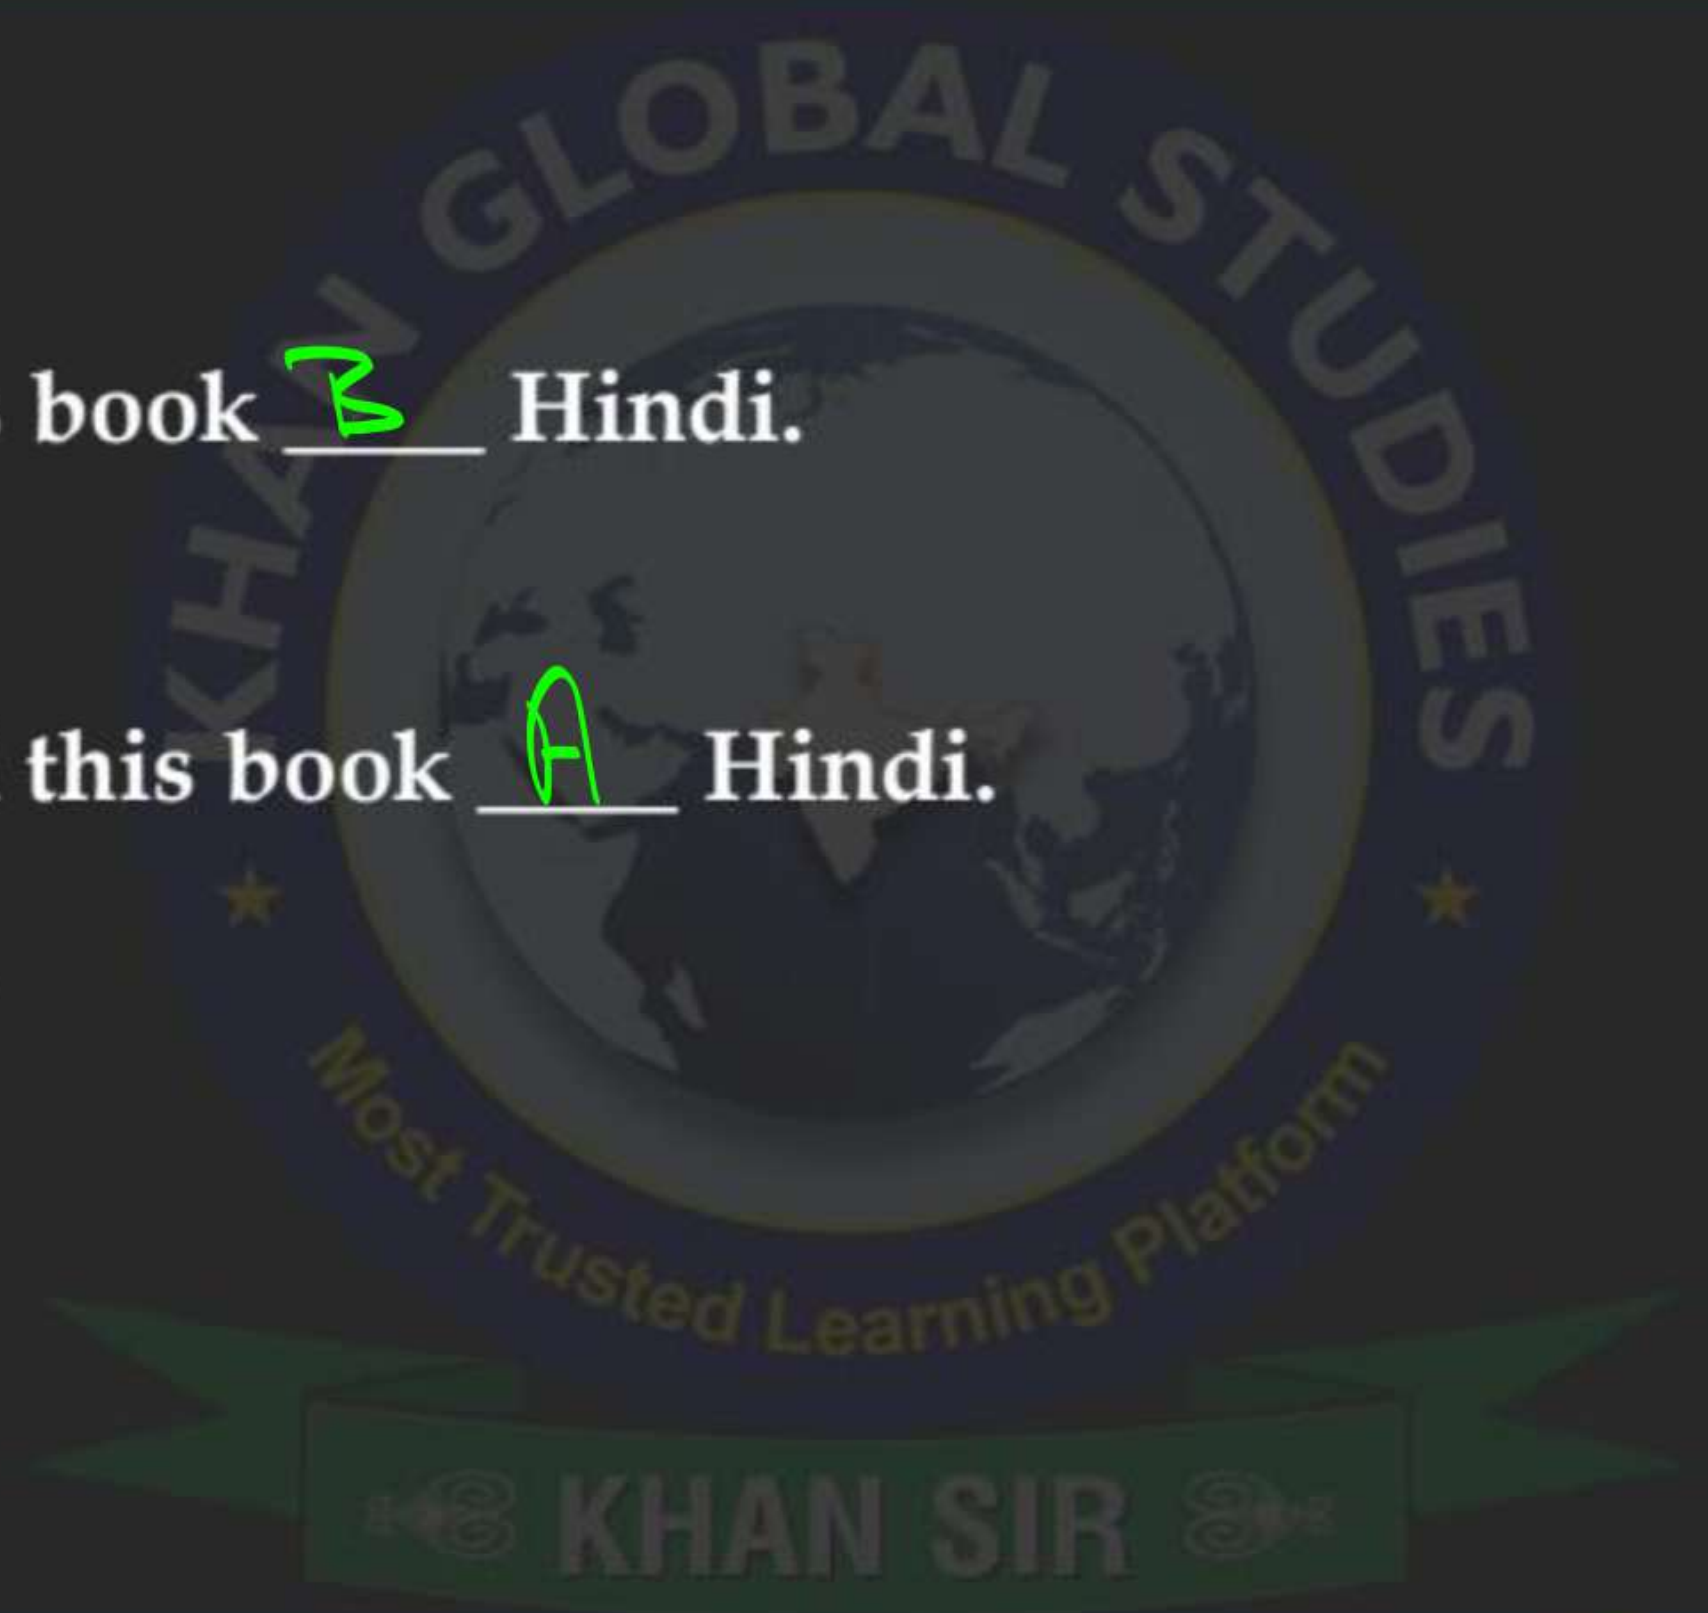 KHAN GLOBAL STUDIES
book B Hindi.
this book A Hindi.
Most Trusted Learning Platform
KHAN SIR